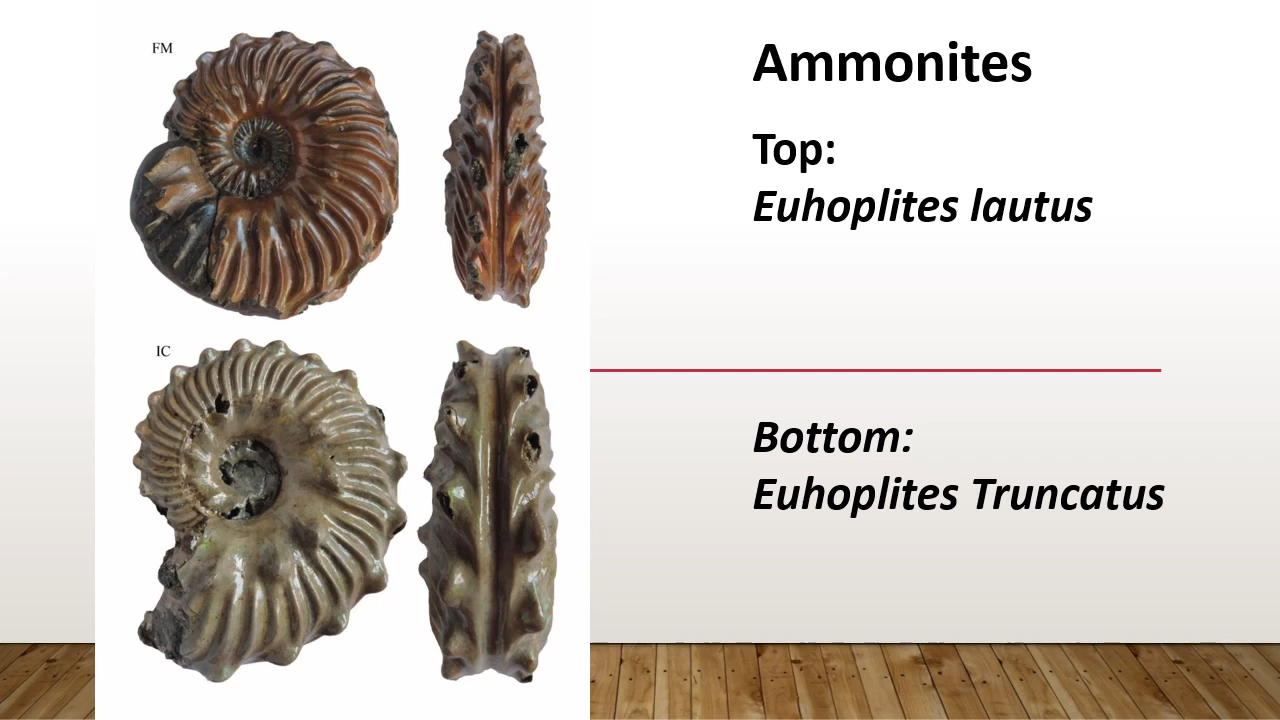 FM
IC
Ammonites
Top:
Euhoplites lautus
Bottom:
Euhoplites Truncatus